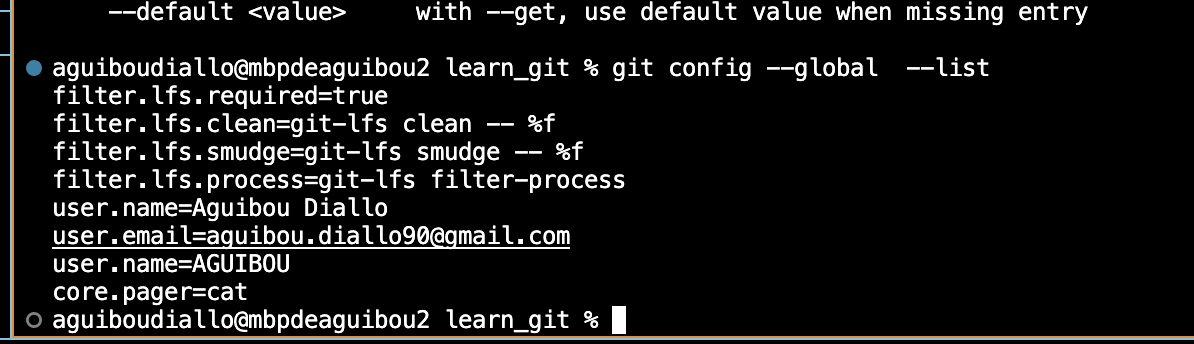 --default <value>     with --get, use default value when missing entry
aguiboudiallo@mbpdeaguibou2 learn_git % git config --global  --list
filter.lfs.required=true
filter.lfs.clean=git-lfs clean -- %f
filter.lfs.smudge=git-lfs smudge -- %f
filter.lfs.process=git-lfs filter-process
user.name=Aguibou Diallo
user.email=aguibou.diallo90@gmail.com
user.name=AGUIBOU
core.pager=cat
aguiboudiallo@mbpdeaguibou2 learn_git %